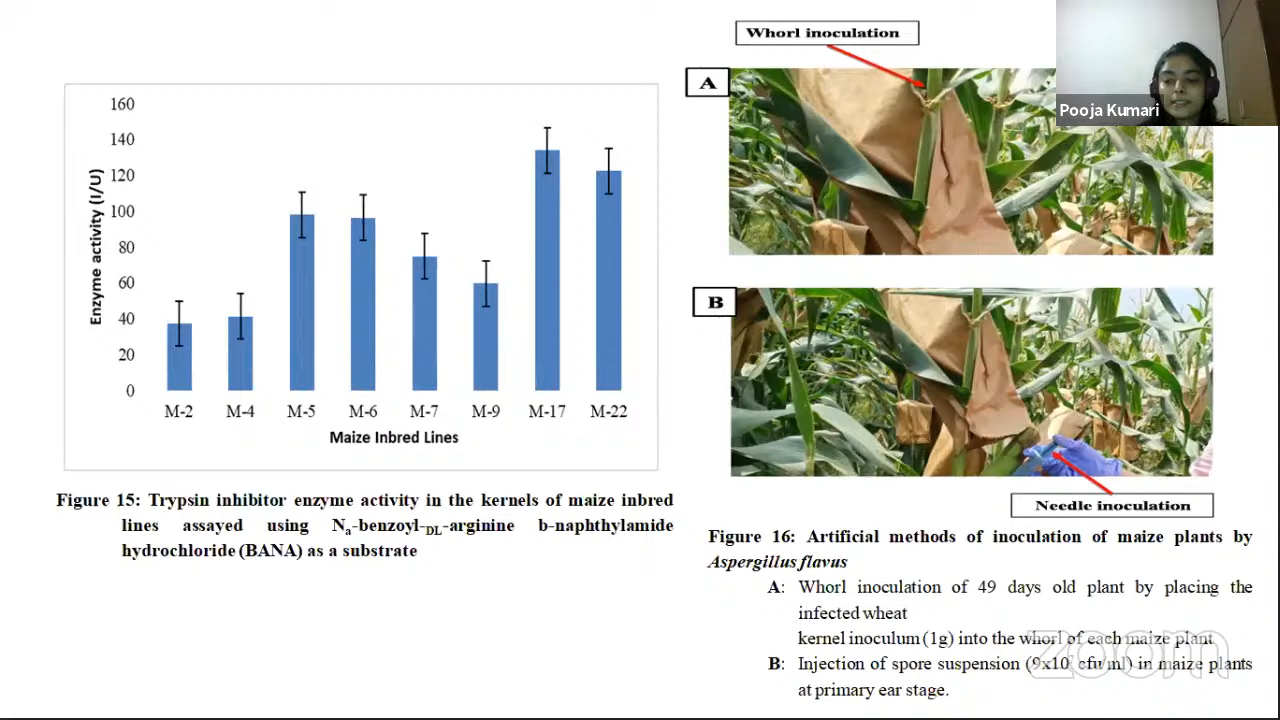 Whorl inoculation
A
Pooja Kumari
160
140
120
100
80
60
40
20
0
Enzyme activity (I/U)
M-2 M-4 M-5 M-6 M-7 M-9 M-17 M-22
Maize Inbred Lines
Figure 15: Trypsin inhibitor enzyme activity in the kernels of maize inbred
lines assayed using Na-benzoyl-DL-arginine b-naphthylamide
hydrochloride (BANA) as a substrate
B
Needle inoculation
Figure 16: Artificial methods of inoculation of maize plants by
Aspergillus flavus
A: Whorl inoculation of 49 days old plant by placing the
infected wheat
kernel inoculum (1g) into the whorl of each maize plant
B: Injection of spore suspension (9x10⁷ cfu/ml) in maize plants
at primary ear stage.
zoom